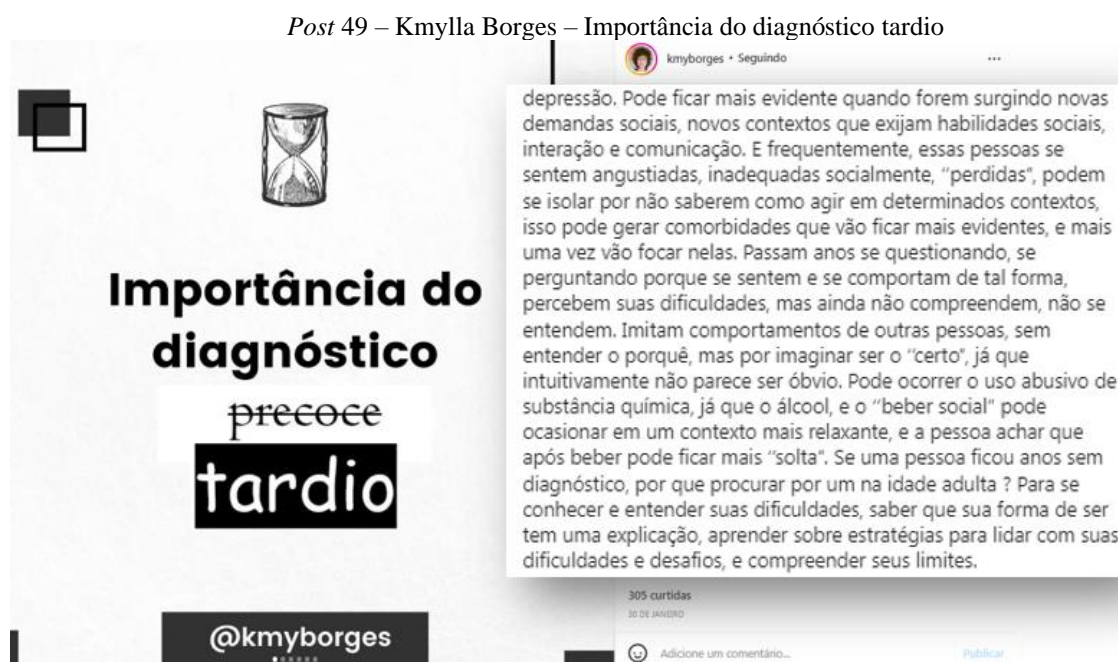 Post 49 – Kmylla Borges – Importância do diagnóstico tardio
Importância do
diagnóstico
precoce
tardio
@kmyborges
kmyborges • Seguindo
...
depressão. Pode ficar mais evidente quando forem surgindo novas
demandas sociais, novos contextos que exijam habilidades sociais,
interação e comunicação. E frequentemente, essas pessoas se
sentem angustiadas, inadequadas socialmente, "perdidas", podem
se isolar por não saberem como agir em determinados contextos,
isso pode gerar comorbidades que vão ficar mais evidentes, e mais
uma vez vão focar nelas. Passam anos se questionando, se
perguntando porque se sentem e se comportam de tal forma,
percebem suas dificuldades, mas ainda não compreendem, não se
entendem. Imitam comportamentos de outras pessoas, sem
entender o porquê, mas por imaginar ser o "certo", já que
intuitivamente não parece ser óbvio. Pode ocorrer o uso abusivo de
substância química, já que o álcool, e o "beber social" pode
ocasionar em um contexto mais relaxante, e a pessoa achar que
após beber pode ficar mais "solta". Se uma pessoa ficou anos sem
diagnóstico, por que procurar por um na idade adulta ? Para se
conhecer e entender suas dificuldades, saber que sua forma de ser
tem uma explicação, aprender sobre estratégias para lidar com suas
dificuldades e desafios, e compreender seus limites.
305 curtidas
30 DE JANEIRO
Adicione um comentário...
Publicar